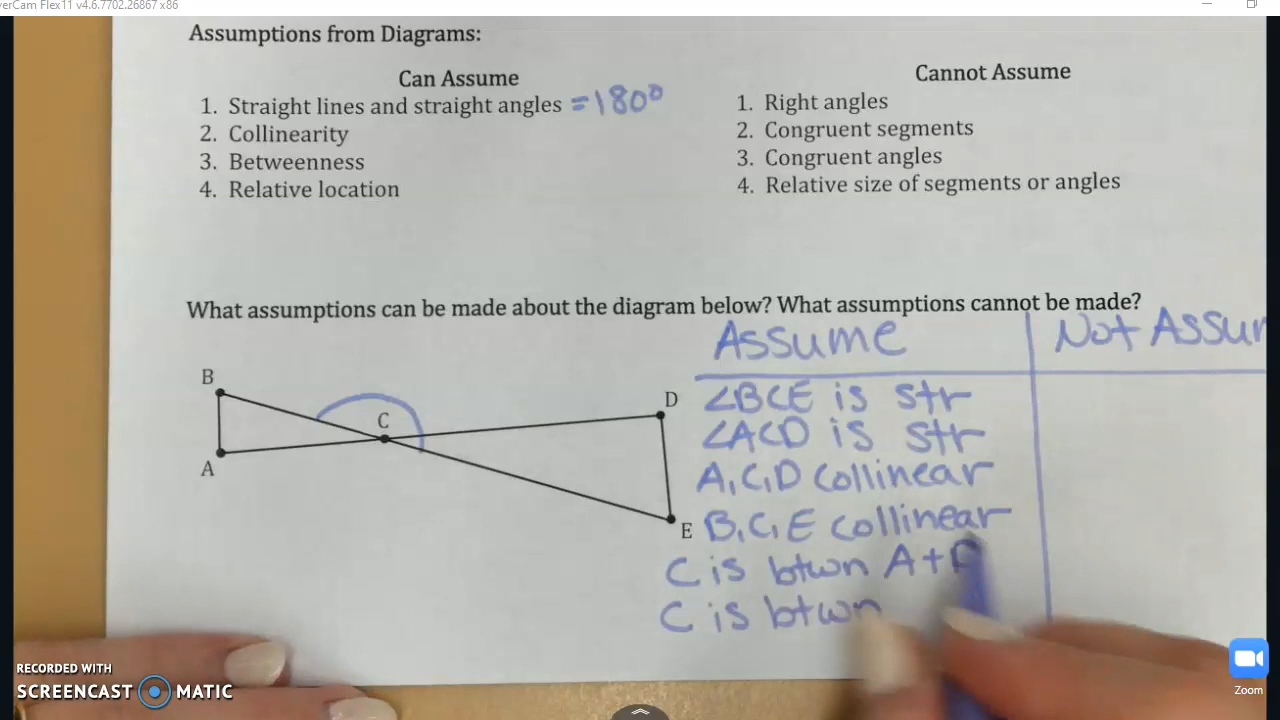 verCam Flex11 v4.6.7702.26867 x86
Assumptions from Diagrams:
Can Assume
1. Straight lines and straight angles = 180°
2. Collinearity
3. Betweenness
4. Relative location
Cannot Assume
1. Right angles
2. Congruent segments
3. Congruent angles
4. Relative size of segments or angles
What assumptions can be made about the diagram below? What assumptions cannot be made?
B
A
C
D
E
Assume
∠BCE is str
∠ACD is str
A,C,D collinear
B,C,E collinear
C is btwn A+
C is btwn
Not Assum
RECORDED WITH
SCREENCAST MATIC
Zoom